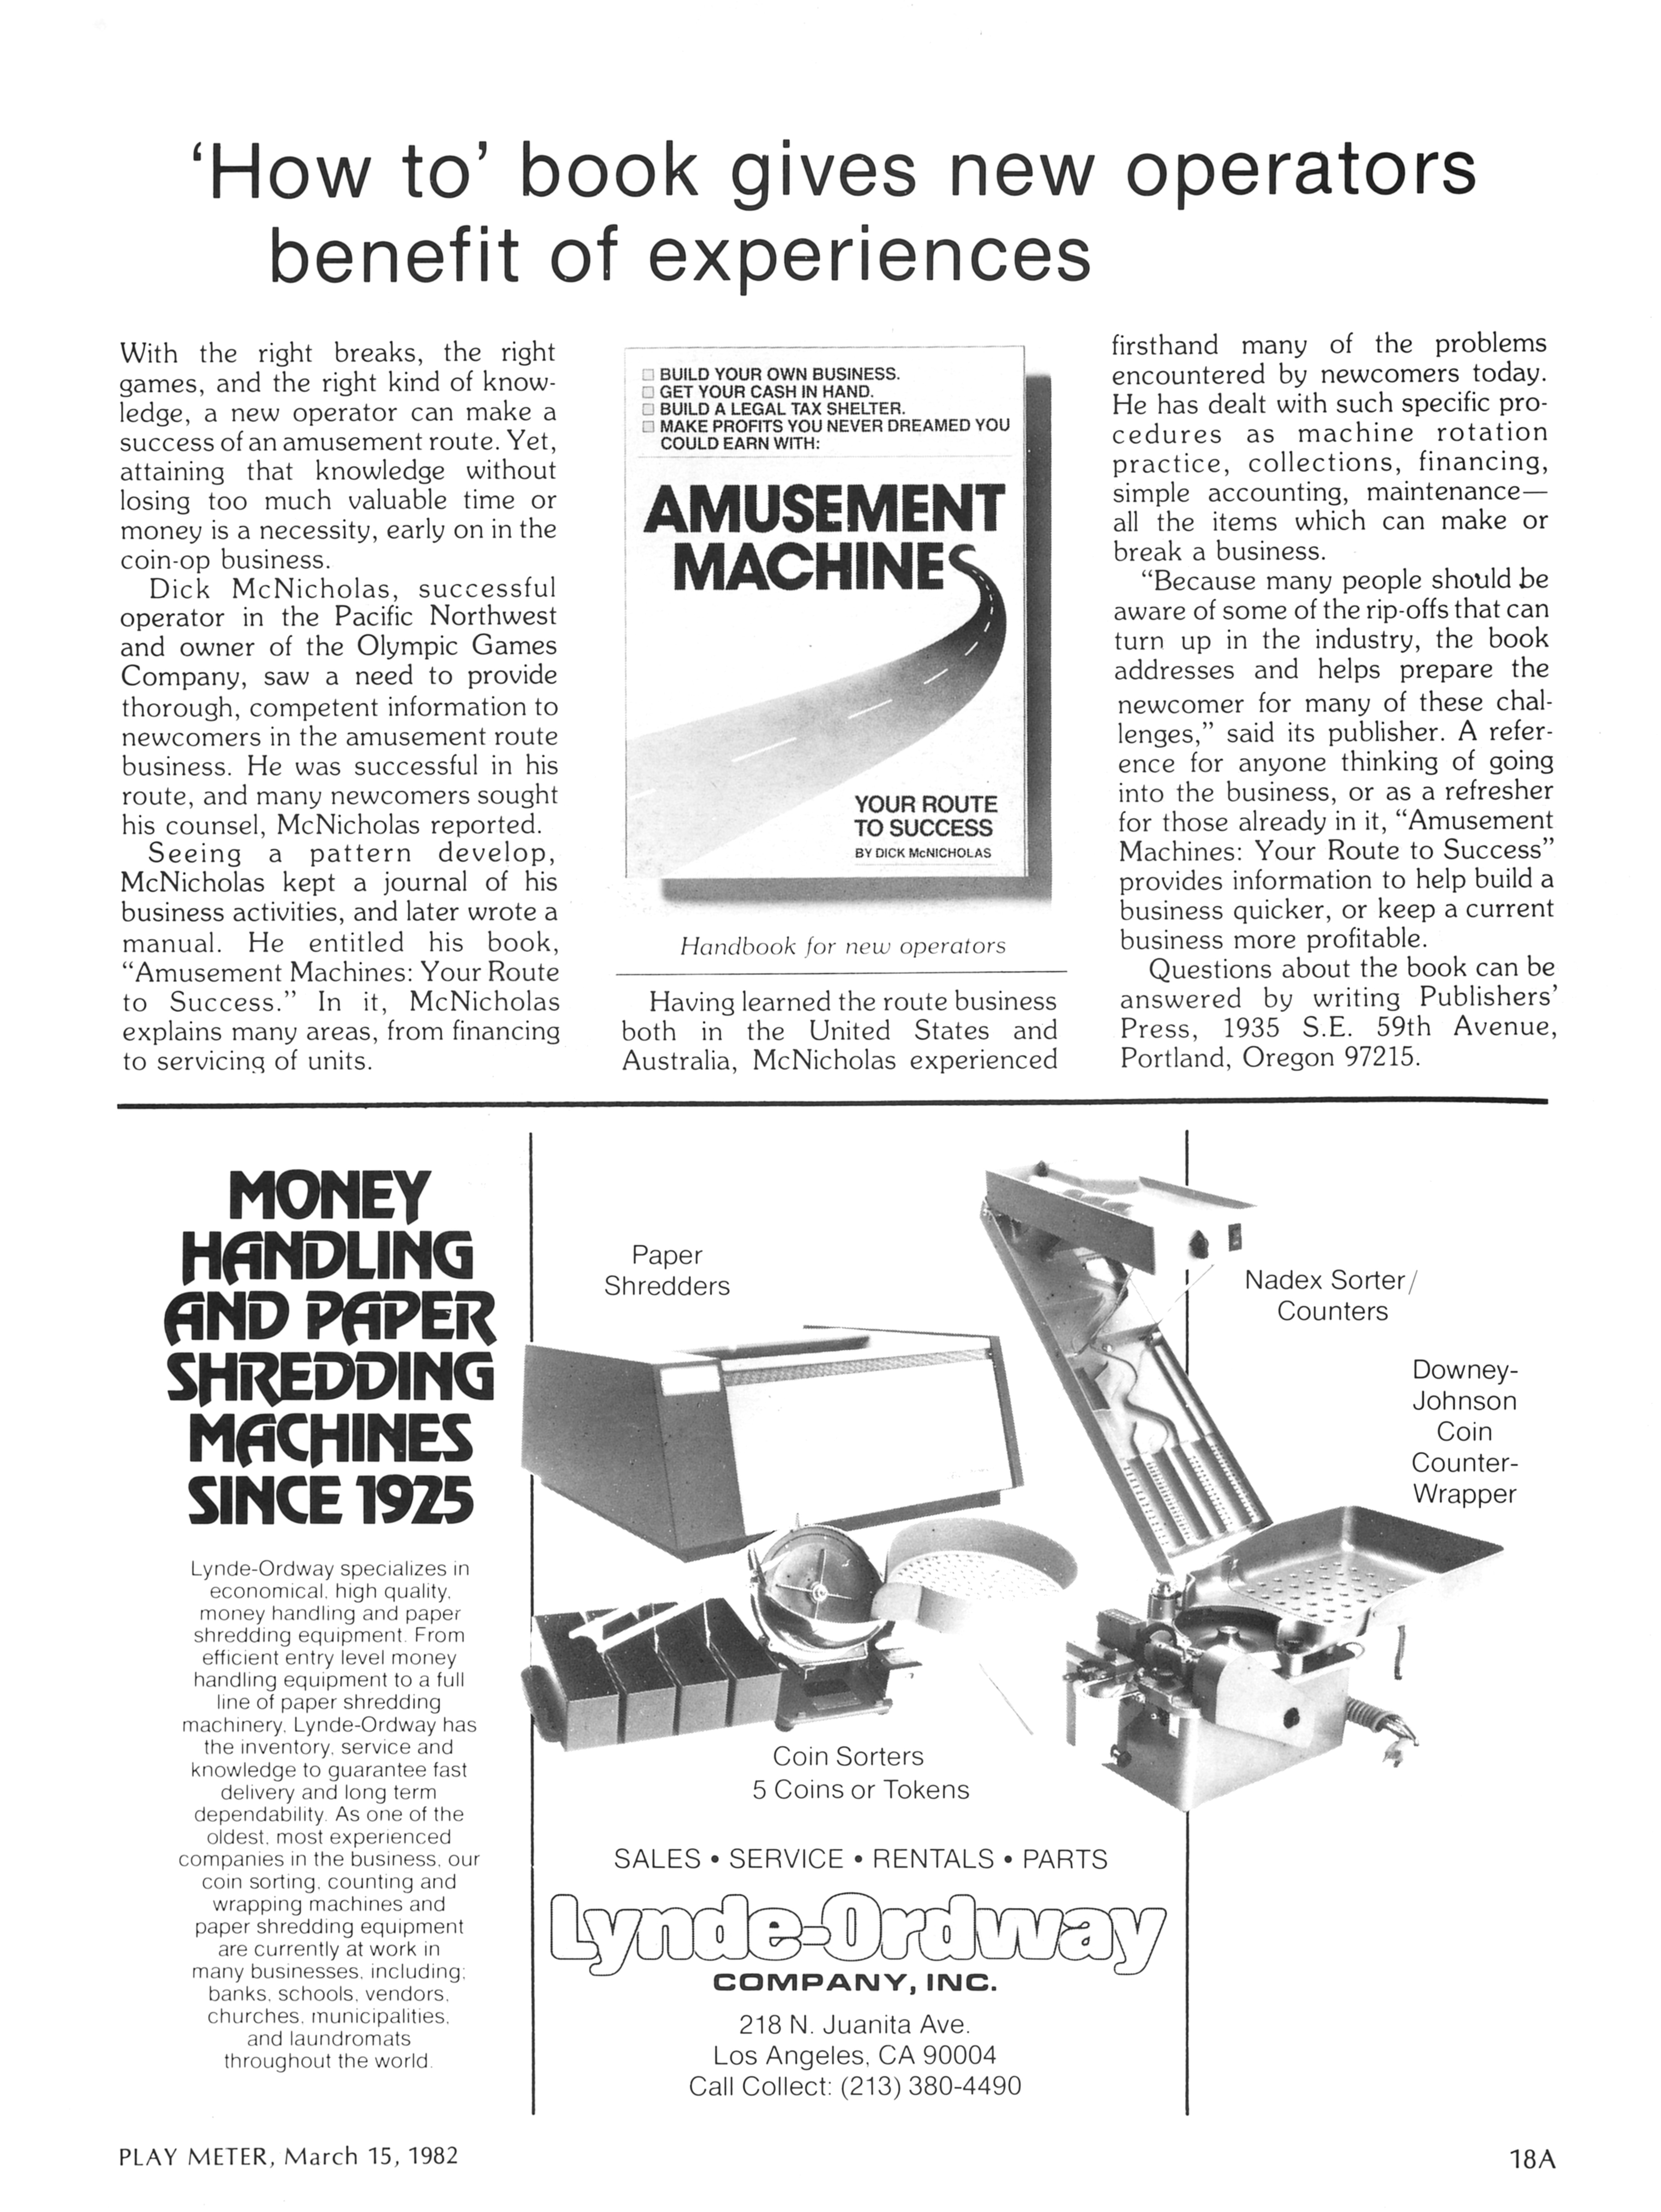 ‘How to’ book gives new operators
benefit of experiences
With the right breaks, the right
games, and the right kind of know-
ledge, a new operator can make a
success of an amusement route. Yet,
attaining that knowledge without
losing too much valuable time or
money is a necessity, early on in the
coin-op business.
Dick McNicholas, successful
operator in the Pacific Northwest
and owner of the Olympic Games
Company, saw a need to provide
thorough, competent information to
newcomers in the amusement route
business. He was successful in his
route, and many newcomers sought
his counsel, McNicholas reported.
Seeing a pattern develop,
McNicholas kept a journal of his
business activities, and later wrote a
manual. He entitled his book,
“Amusement Machines: Your Route
to Success.” In it, McNicholas
explains many areas, from financing
to servicing of units.
BUILD YOUR OWN BUSINESS.
GET YOUR CASH IN HAND.
BUILD A LEGAL TAX SHELTER.
MAKE PROFITS YOU NEVER DREAMED YOU
COULD EARN WITH:
AMUSEMENT
MACHINES
YOUR ROUTE
TO SUCCESS
BY DICK McNICHOLAS
Handbook for new operators
Having learned the route business
both in the United States and
Australia, McNicholas experienced
firsthand many of the problems
encountered by newcomers today.
He has dealt with such specific pro-
cedures as machine rotation
practice, collections, financing,
simple accounting, maintenance—
all the items which can make or
break a business.
“Because many people should be
aware of some of the rip-offs that can
turn up in the industry, the book
addresses and helps prepare the
newcomer for many of these chal-
lenges,” said its publisher. A refer-
ence for anyone thinking of going
into the business, or as a refresher
for those already in it, “Amusement
Machines: Your Route to Success”
provides information to help build a
business quicker, or keep a current
business more profitable.
Questions about the book can be
answered by writing Publishers’
Press, 1935 S.E. 59th Avenue,
Portland, Oregon 97215.
MONEY
HANDLING
AND PAPER
SHREDDING
MACHINES
SINCE 1925
Lynde-Ordway specializes in
economical, high quality,
money handling and paper
shredding equipment. From
efficient entry level money
handling equipment to a full
line of paper shredding
machinery, Lynde-Ordway has
the inventory, service and
knowledge to guarantee fast
delivery and long term
dependability. As one of the
oldest, most experienced
companies in the business, our
coin sorting, counting and
wrapping machines and
paper shredding equipment
are currently at work in
many businesses, including;
banks, schools, vendors,
churches, municipalities,
and laundromats
throughout the world.
Paper
Shredders
Nadex Sorter/
Counters
Downey-
Johnson
Coin
Counter-
Wrapper
Coin Sorters
5 Coins or Tokens
SALES • SERVICE • RENTALS • PARTS
Lynde-Ordway
COMPANY, INC.
218 N. Juanita Ave.
Los Angeles, CA 90004
Call Collect: (213) 380-4490
PLAY METER, March 15, 1982
18A